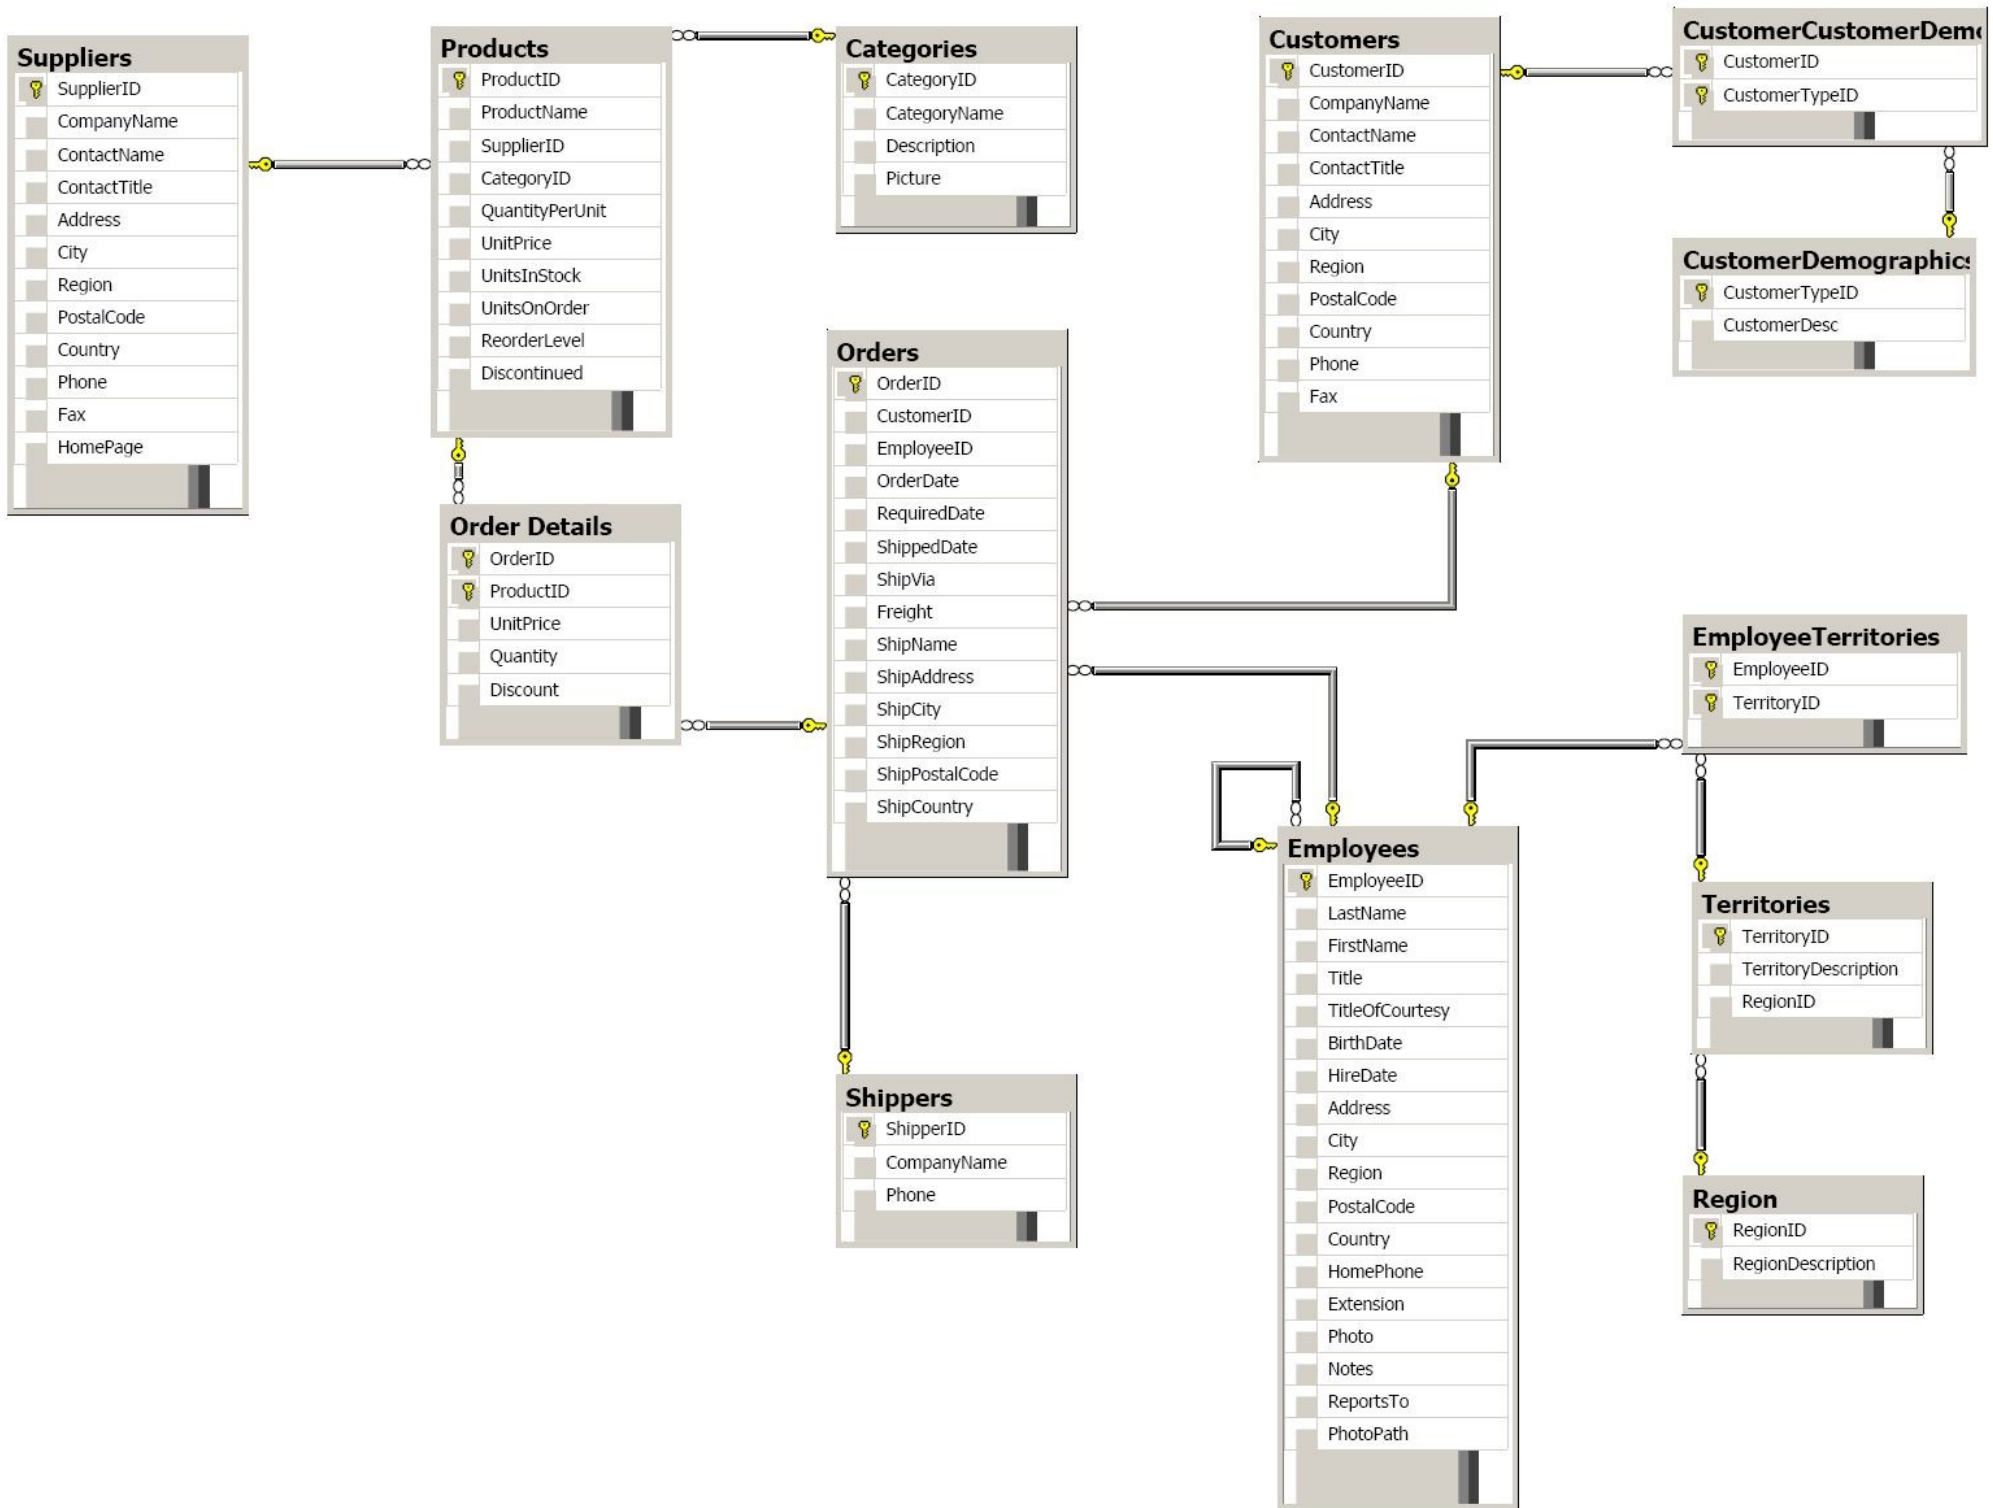 Suppliers
SupplierID
CompanyName
ContactName
ContactTitle
Address
City
Region
PostalCode
Country
Phone
Fax
HomePage
Products
ProductID
ProductName
SupplierID
CategoryID
QuantityPerUnit
UnitPrice
UnitsInStock
UnitsOnOrder
ReorderLevel
Discontinued
Categories
CategoryID
CategoryName
Description
Picture
Order Details
OrderID
ProductID
UnitPrice
Quantity
Discount
Orders
OrderID
CustomerID
EmployeeID
OrderDate
RequiredDate
ShippedDate
ShipVia
Freight
ShipName
ShipAddress
ShipCity
ShipRegion
ShipPostalCode
ShipCountry
Shippers
ShipperID
CompanyName
Phone
Customers
CustomerID
CompanyName
ContactName
ContactTitle
Address
City
Region
PostalCode
Country
Phone
Fax
CustomerCustomerDemo
CustomerID
CustomerTypeID
CustomerDemographics
CustomerTypeID
CustomerDesc
Employees
EmployeeID
LastName
FirstName
Title
TitleOfCourtesy
BirthDate
HireDate
Address
City
Region
PostalCode
Country
HomePhone
Extension
Photo
Notes
ReportsTo
PhotoPath
EmployeeTerritories
EmployeeID
TerritoryID
Territories
TerritoryID
TerritoryDescription
RegionID
Region
RegionID
RegionDescription